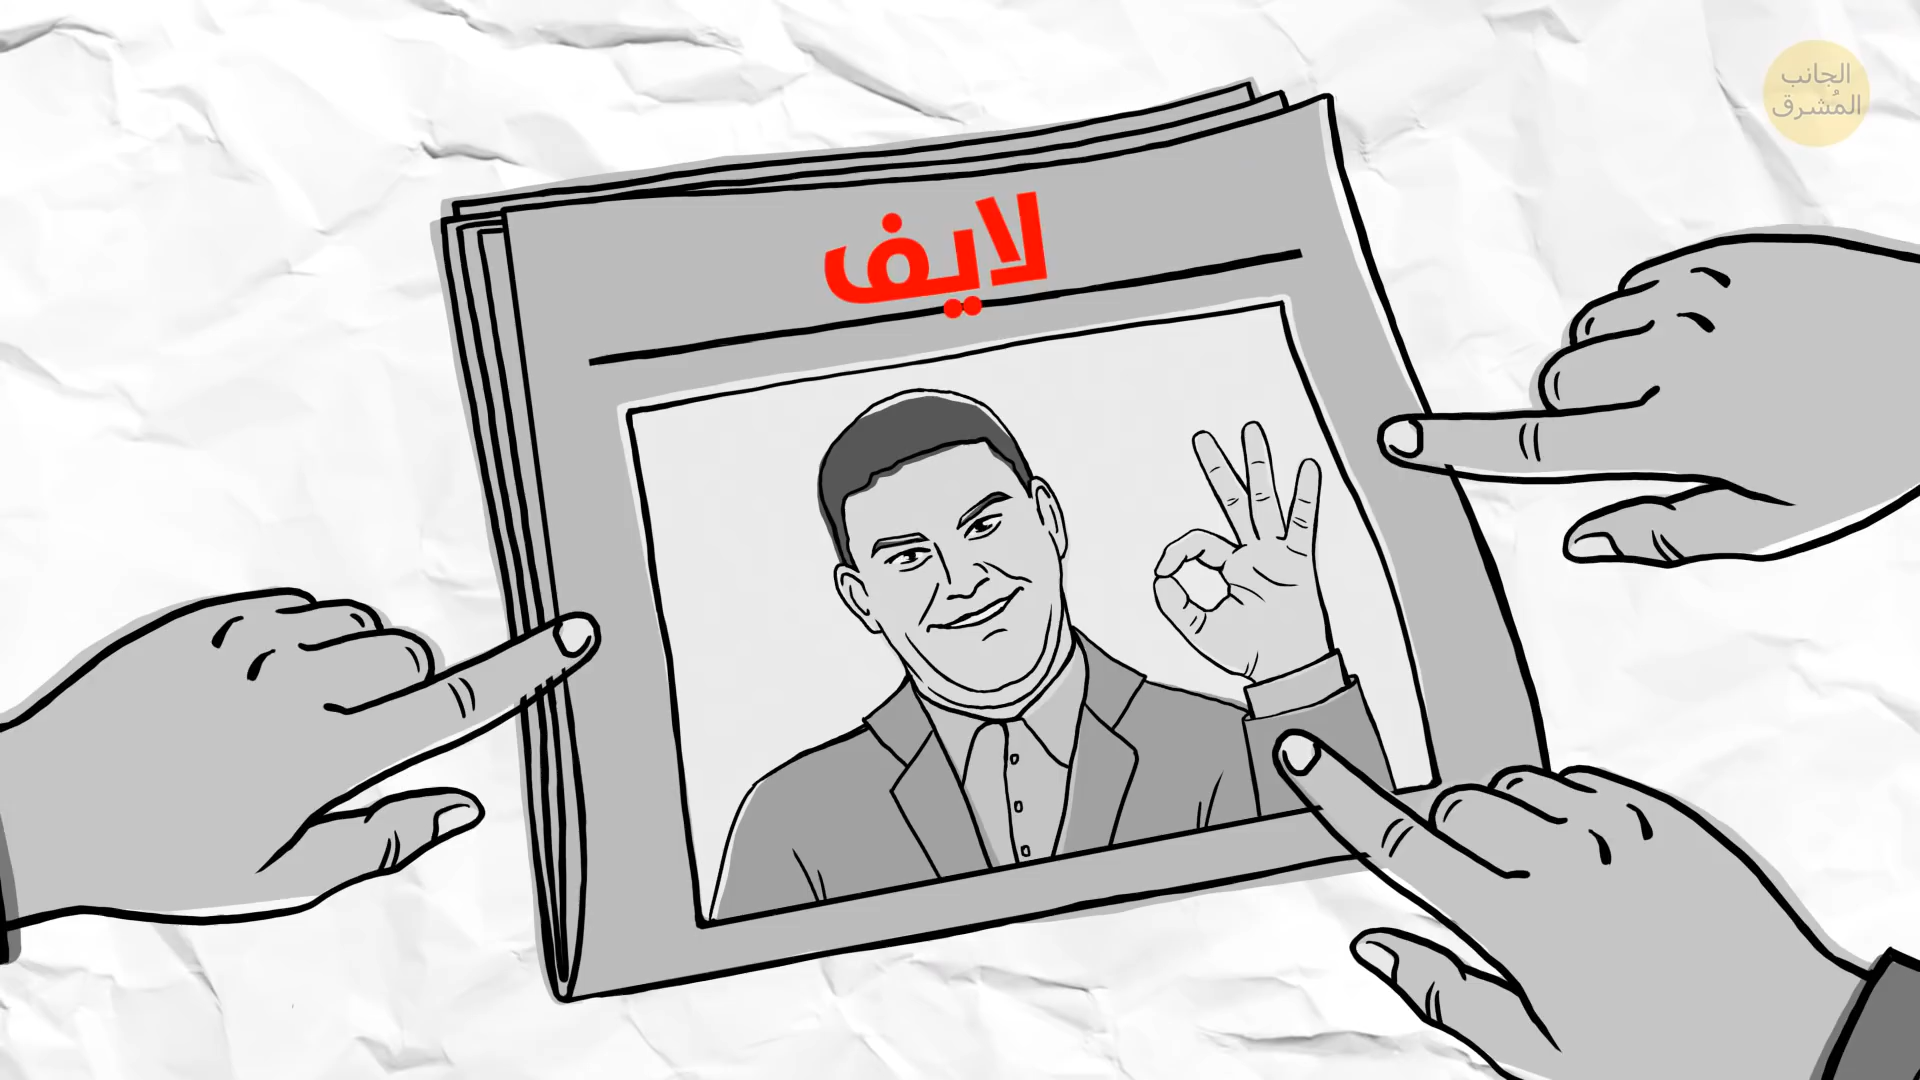 الجانب
المُشرق
لايف